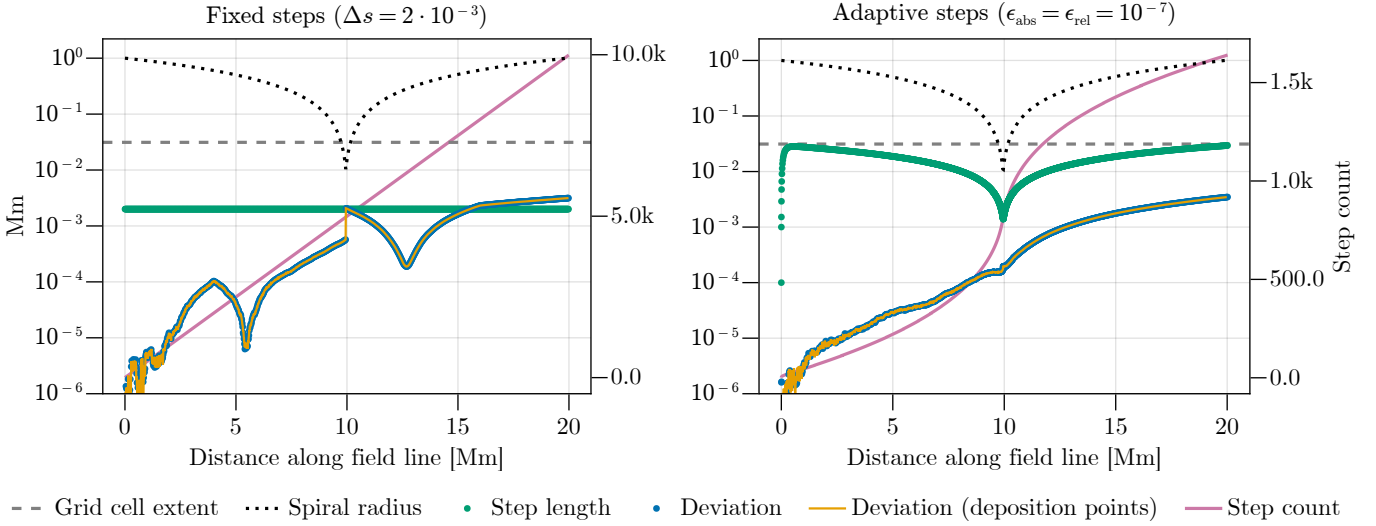 Fixed steps (Δs = 2 · 10⁻³)
10⁰
10⁻¹
10⁻²
10⁻³
10⁻⁴
10⁻⁵
10⁻⁶
Mm
10.0k
5.0k
0.0
0 5 10 15 20
Distance along field line [Mm]
Adaptive steps (ϵabs = ϵrel = 10⁻⁷)
10⁰
10⁻¹
10⁻²
10⁻³
10⁻⁴
10⁻⁵
10⁻⁶
1.5k
1.0k
500.0
0.0
Step count
0 5 10 15 20
Distance along field line [Mm]
Grid cell extent Spiral radius Step length Deviation Deviation (deposition points) Step count